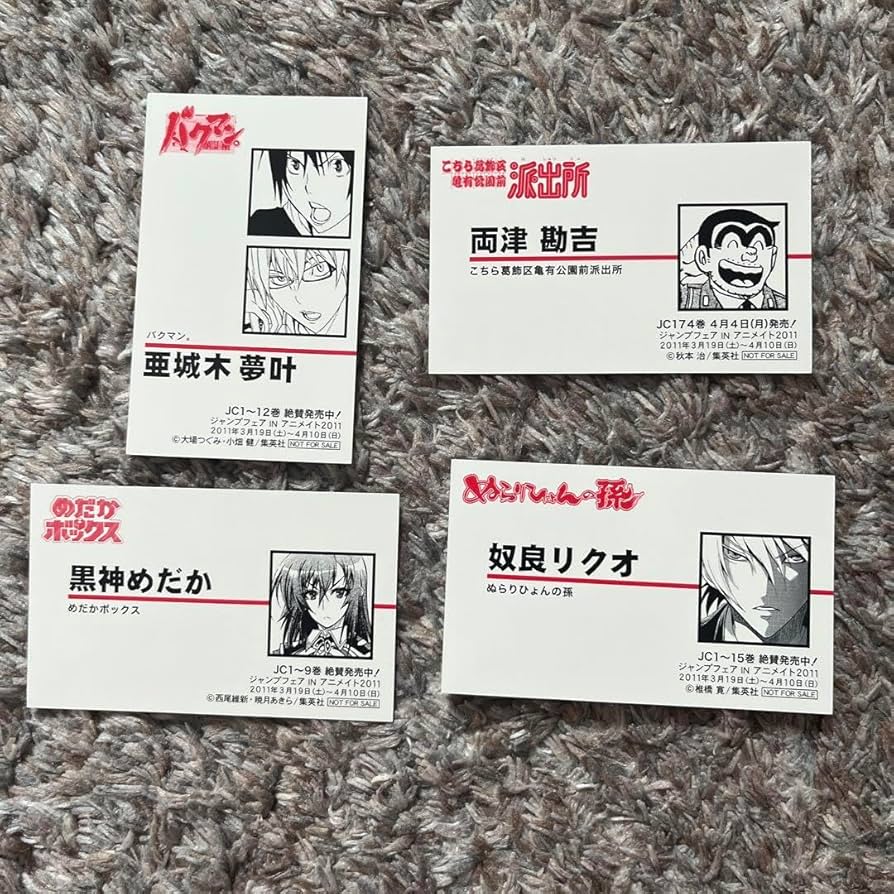 バクマン。
バクマン。
亜城木 夢叶
JC1〜12巻 絶賛発売中!
ジャンプフェア IN アニメイト2011
2011年3月19日(土)〜4月10日(日)
©大場つぐみ・小畑 健/集英社 NOT FOR SALE
こちら葛飾区
亀有公園前
派出所
両津 勘吉
こちら葛飾区亀有公園前派出所
JC174巻 4月4日(月)発売!
ジャンプフェア IN アニメイト2011
2011年3月19日(土)〜4月10日(日)
©秋本 治/集英社 NOT FOR SALE
めだか
ボックス
黒神めだか
めだかボックス
JC1〜9巻 絶賛発売中!
ジャンプフェア IN アニメイト2011
2011年3月19日(土)〜4月10日(日)
©西尾維新・暁月あきら/集英社 NOT FOR SALE
ぬらりひょんの孫
奴良リクオ
ぬらりひょんの孫
JC1〜15巻 絶賛発売中!
ジャンプフェア IN アニメイト2011
2011年3月19日(土)〜4月10日(日)
©椎橋 寛/集英社 NOT FOR SALE